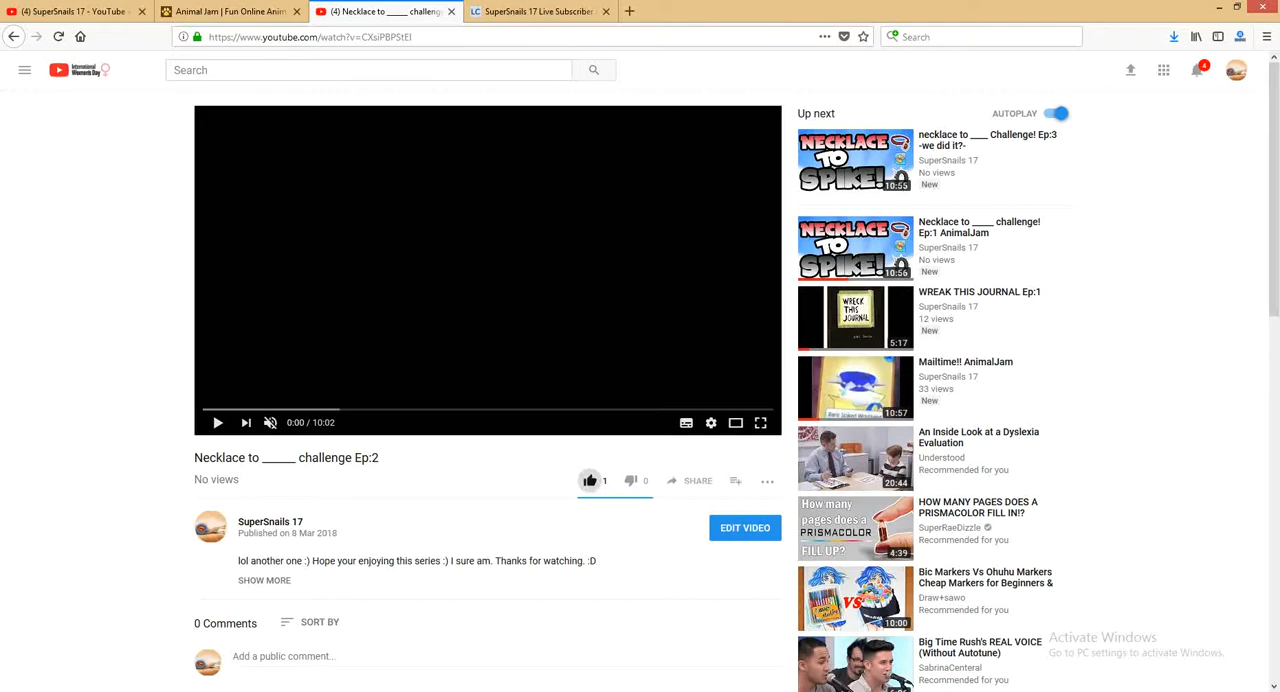 (4) SuperSnails 17 - YouTube
Animal Jam | Fun Online Anim
(4) Necklace to _____ challeng
LC SuperSnails 17 Live Subscriber
https://www.youtube.com/watch?v=CXsiPBPStEI
Search
International
Women's Day
Search
4
Up next
AUTOPLAY
NECKLACE
TO
SPIKE!
10:55
necklace to ____ Challenge! Ep:3
-we did it?-
SuperSnails 17
No views
New
NECKLACE
TO
SPIKE!
10:56
Necklace to _____ challenge!
Ep:1 AnimalJam
SuperSnails 17
No views
New
WRECK
THIS
JOURNAL
5:17
WREAK THIS JOURNAL Ep:1
SuperSnails 17
12 views
New
10:57
Mailtime!! AnimalJam
SuperSnails 17
33 views
New
20:44
An Inside Look at a Dyslexia
Evaluation
Understood
Recommended for you
How many
pages does a
PRISMACOLOR
FILL UP?
4:39
HOW MANY PAGES DOES A
PRISMACOLOR FILL IN!?
SuperRaeDizzle
Recommended for you
VS
10:00
Bic Markers Vs Ohuhu Markers
Cheap Markers for Beginners &
Draw+sawo
Recommended for you
Big Time Rush's REAL VOICE
(Without Autotune)
SabrinaCenteral
Recommended for you
0:00 / 10:02
Necklace to ______ challenge Ep:2
No views
1
0
SHARE
SuperSnails 17
Published on 8 Mar 2018
EDIT VIDEO
lol another one :) Hope your enjoying this series :) I sure am. Thanks for watching. :D
SHOW MORE
0 Comments
SORT BY
Add a public comment...
Activate Windows
Go to PC settings to activate Windows.